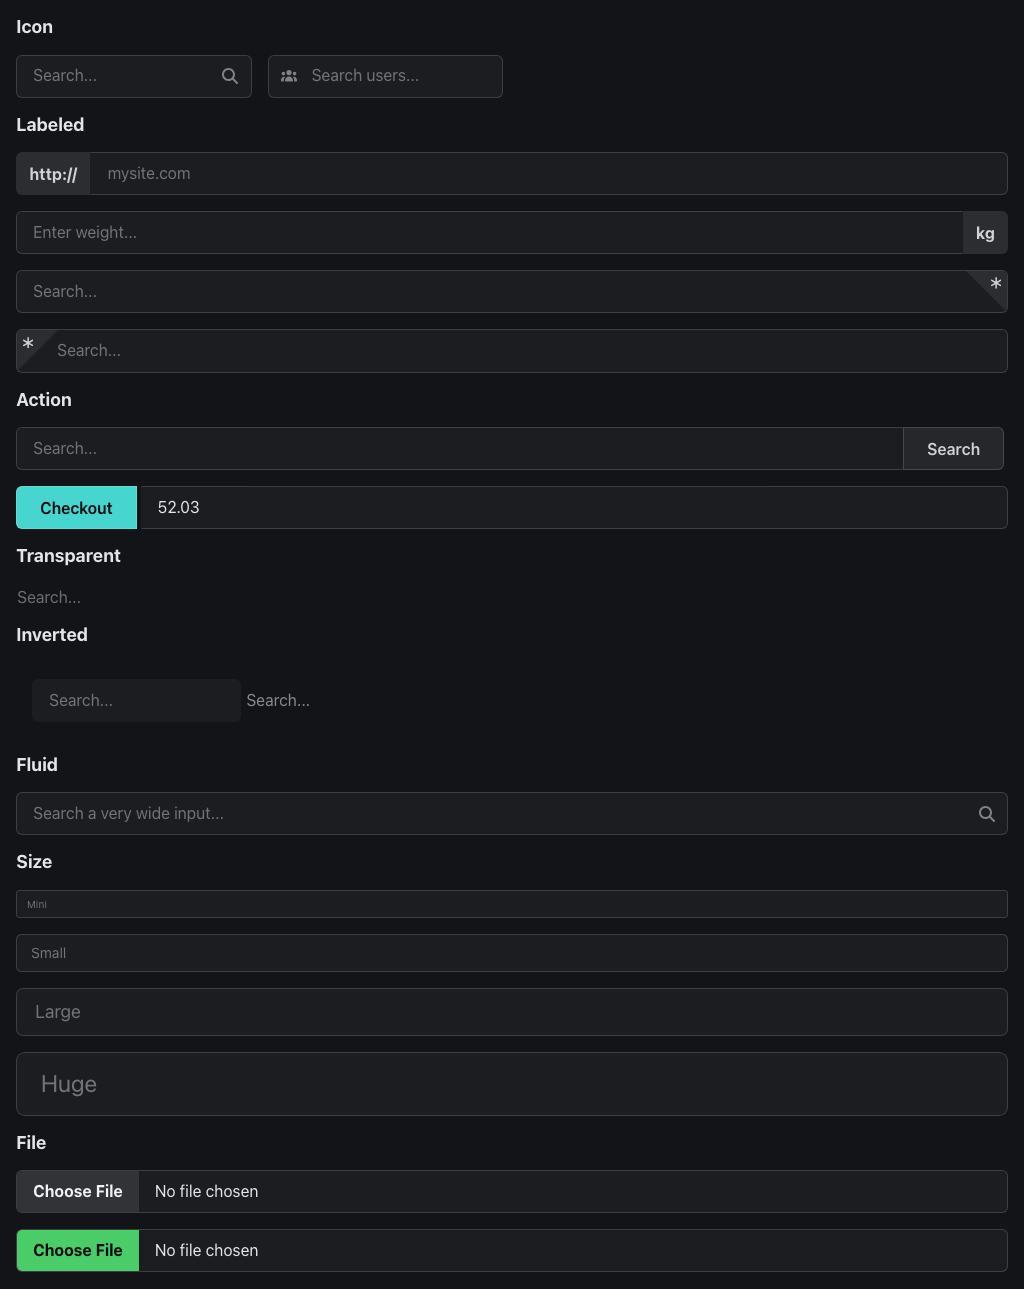 Icon
Search... Search users...
Labeled
http:// mysite.com
Enter weight... kg
Search... *
* Search...
Action
Search... Search
Checkout 52.03
Transparent
Search...
Inverted
Search... Search...
Fluid
Search a very wide input...
Size
Mini
Small
Large
Huge
File
Choose File No file chosen
Choose File No file chosen